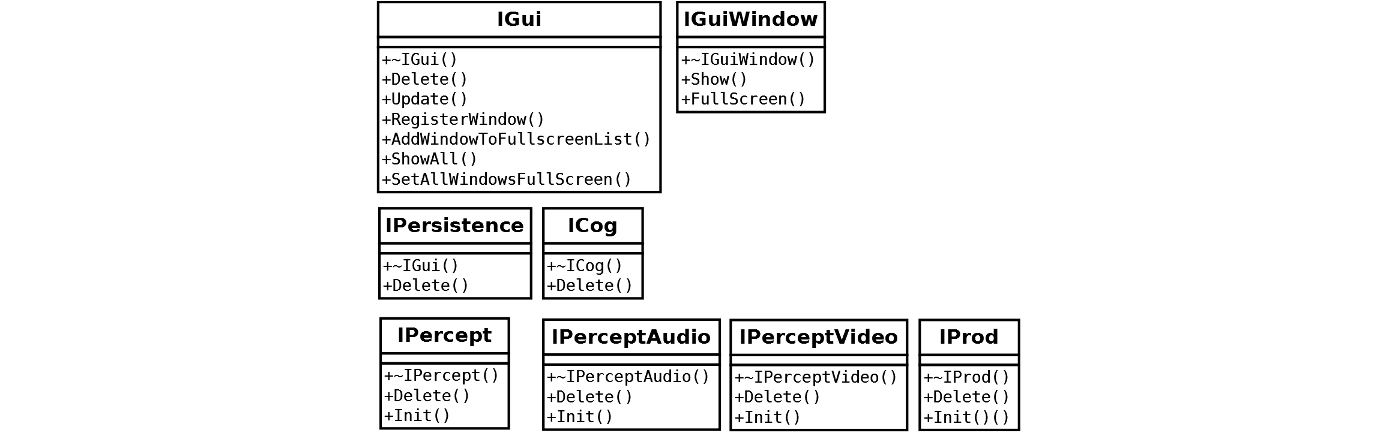 IGui
+~IGui()
+Delete()
+Update()
+RegisterWindow()
+AddWindowToFullscreenList()
+ShowAll()
+SetAllWindowsFullScreen()
IGuiWindow
+~IGuiWindow()
+Show()
+FullScreen()
IPersistence
+~IGui()
+Delete()
ICog
+~ICog()
+Delete()
IPercept
+~IPercept()
+Delete()
+Init()
IPerceptAudio
+~IPerceptAudio()
+Delete()
+Init()
IPerceptVideo
+~IPerceptVideo()
+Delete()
+Init()
IProd
+~IProd()
+Delete()
+Init()()